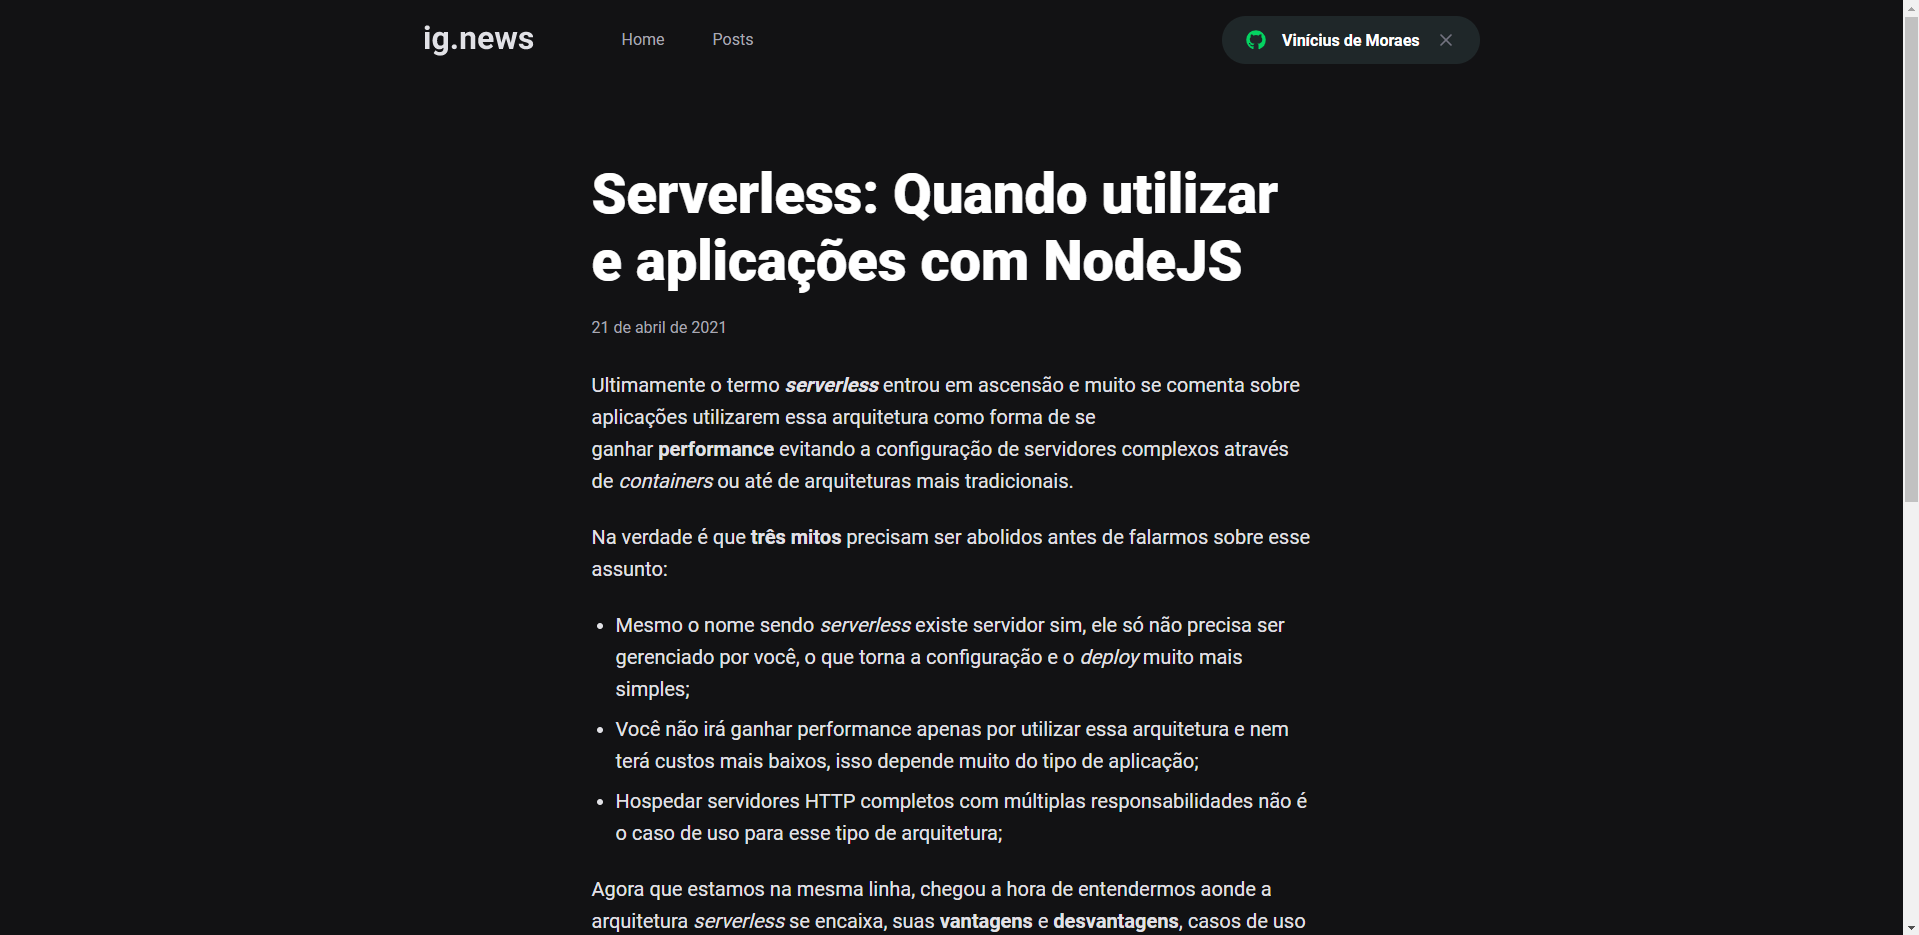 ig.news
Home
Posts
Vinícius de Moraes
Serverless: Quando utilizar
e aplicações com NodeJS
21 de abril de 2021
Ultimamente o termo serverless entrou em ascensão e muito se comenta sobre
aplicações utilizarem essa arquitetura como forma de se
ganhar performance evitando a configuração de servidores complexos através
de containers ou até de arquiteturas mais tradicionais.
Na verdade é que três mitos precisam ser abolidos antes de falarmos sobre esse
assunto:
• Mesmo o nome sendo serverless existe servidor sim, ele só não precisa ser
gerenciado por você, o que torna a configuração e o deploy muito mais
simples;
• Você não irá ganhar performance apenas por utilizar essa arquitetura e nem
terá custos mais baixos, isso depende muito do tipo de aplicação;
• Hospedar servidores HTTP completos com múltiplas responsabilidades não é
o caso de uso para esse tipo de arquitetura;
Agora que estamos na mesma linha, chegou a hora de entendermos aonde a
arquitetura serverless se encaixa, suas vantagens e desvantagens, casos de uso